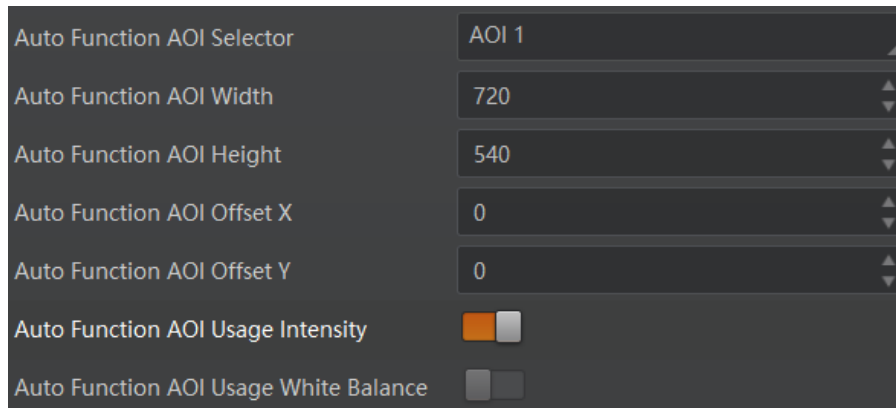 Auto Function AOI Selector AOI 1
Auto Function AOI Width 720
Auto Function AOI Height 540
Auto Function AOI Offset X 0
Auto Function AOI Offset Y 0
Auto Function AOI Usage Intensity
Auto Function AOI Usage White Balance